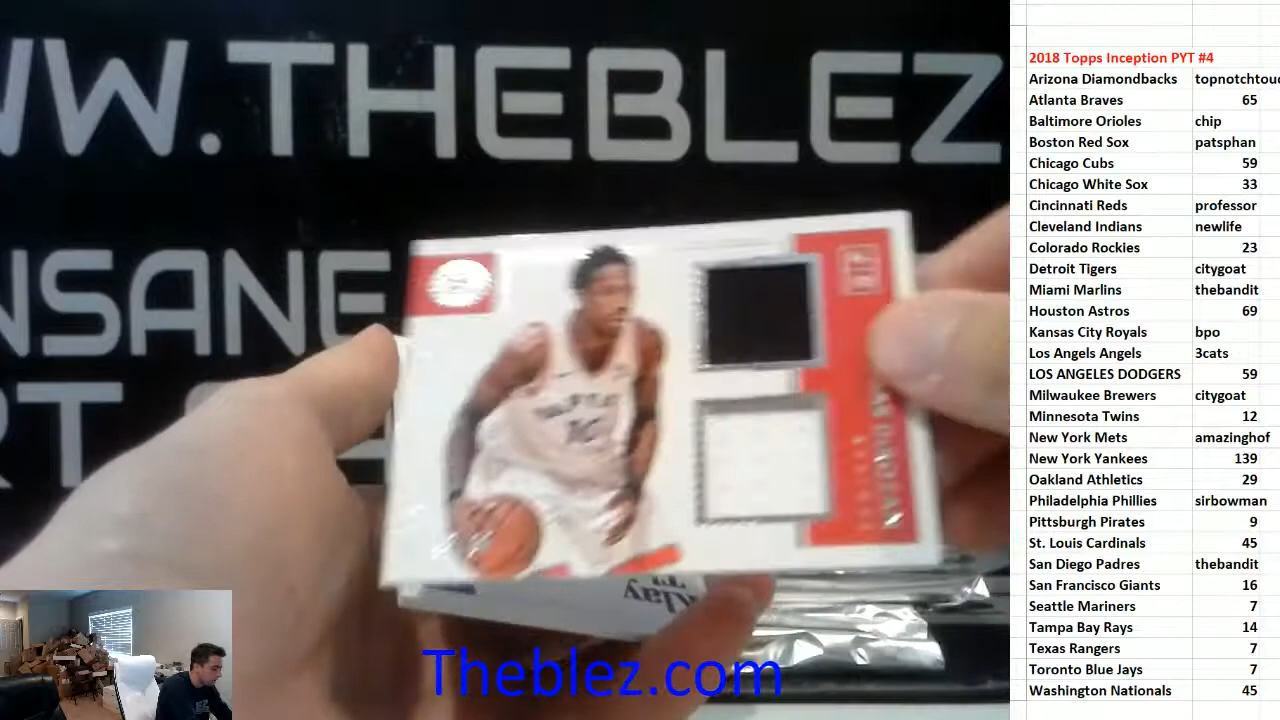 WW.THEBLEZ
NSANE
RT
Klay
Theblez.com
2018 Topps Inception PYT #4
Arizona Diamondbacks topnotchtouc
Atlanta Braves 65
Baltimore Orioles chip
Boston Red Sox patsphan
Chicago Cubs 59
Chicago White Sox 33
Cincinnati Reds professor
Cleveland Indians newlife
Colorado Rockies 23
Detroit Tigers citygoat
Miami Marlins thebandit
Houston Astros 69
Kansas City Royals bpo
Los Angels Angels 3cats
LOS ANGELES DODGERS 59
Milwaukee Brewers citygoat
Minnesota Twins 12
New York Mets amazinghof
New York Yankees 139
Oakland Athletics 29
Philadelphia Phillies sirbowman
Pittsburgh Pirates 9
St. Louis Cardinals 45
San Diego Padres thebandit
San Francisco Giants 16
Seattle Mariners 7
Tampa Bay Rays 14
Texas Rangers 7
Toronto Blue Jays 7
Washington Nationals 45